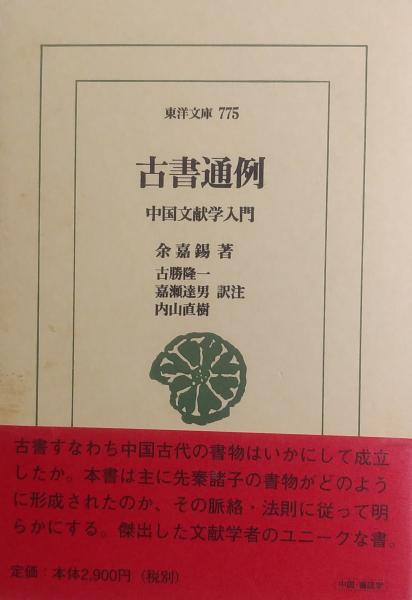 東洋文庫 775
古書通例
中国文献学入門
余嘉錫 著
古勝隆一
嘉瀬達男 訳注
内山直樹
古書すなわち中国古代の書物はいかにして成立
したか。本書は主に先秦諸子の書物がどのよう
に形成されたのか、その脈絡・法則に従って明
らかにする。傑出した文献学者のユニークな書。
定価:本体2,900円（税別）